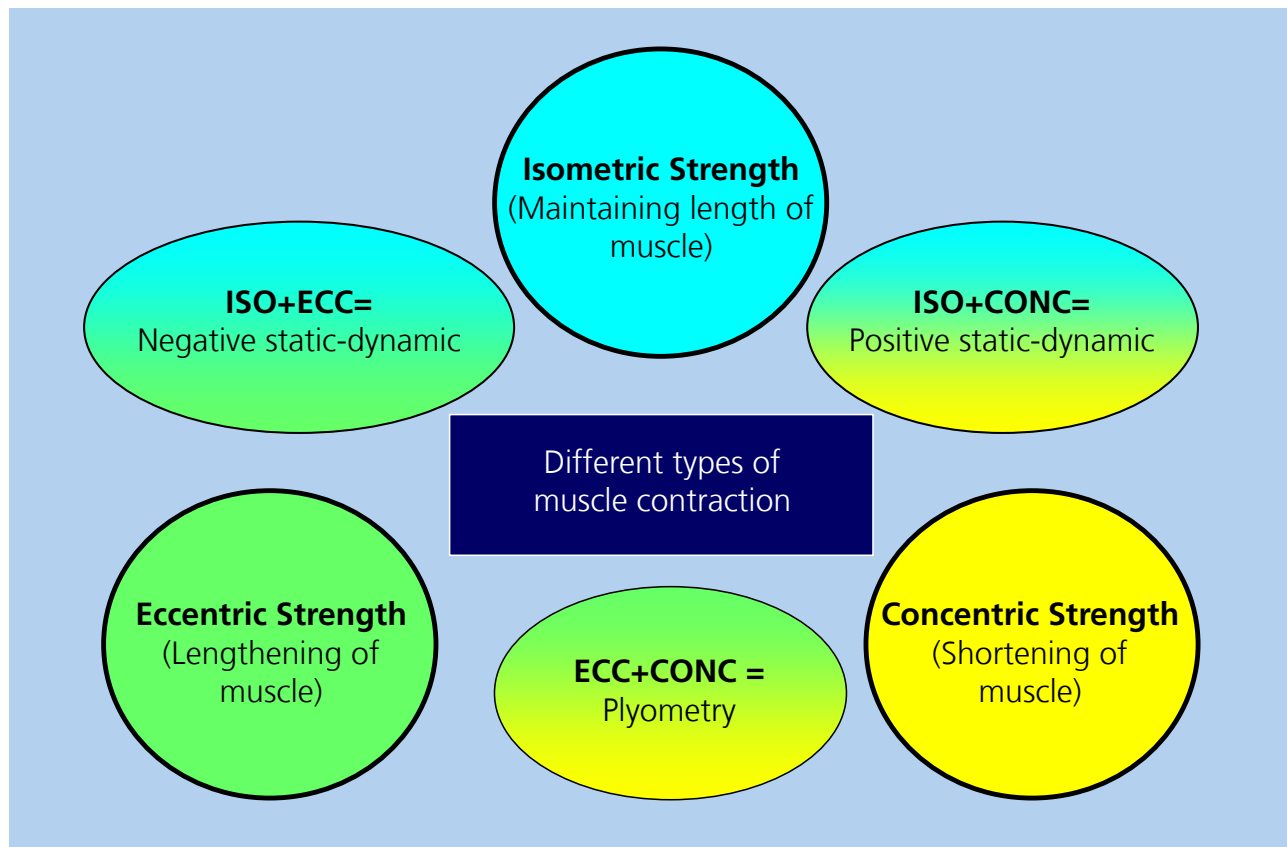 Isometric Strength
(Maintaining length of
muscle)
ISO+ECC=
Negative static-dynamic
ISO+CONC=
Positive static-dynamic
Different types of
muscle contraction
Eccentric Strength
(Lengthening of
muscle)
ECC+CONC =
Plyometry
Concentric Strength
(Shortening of
muscle)